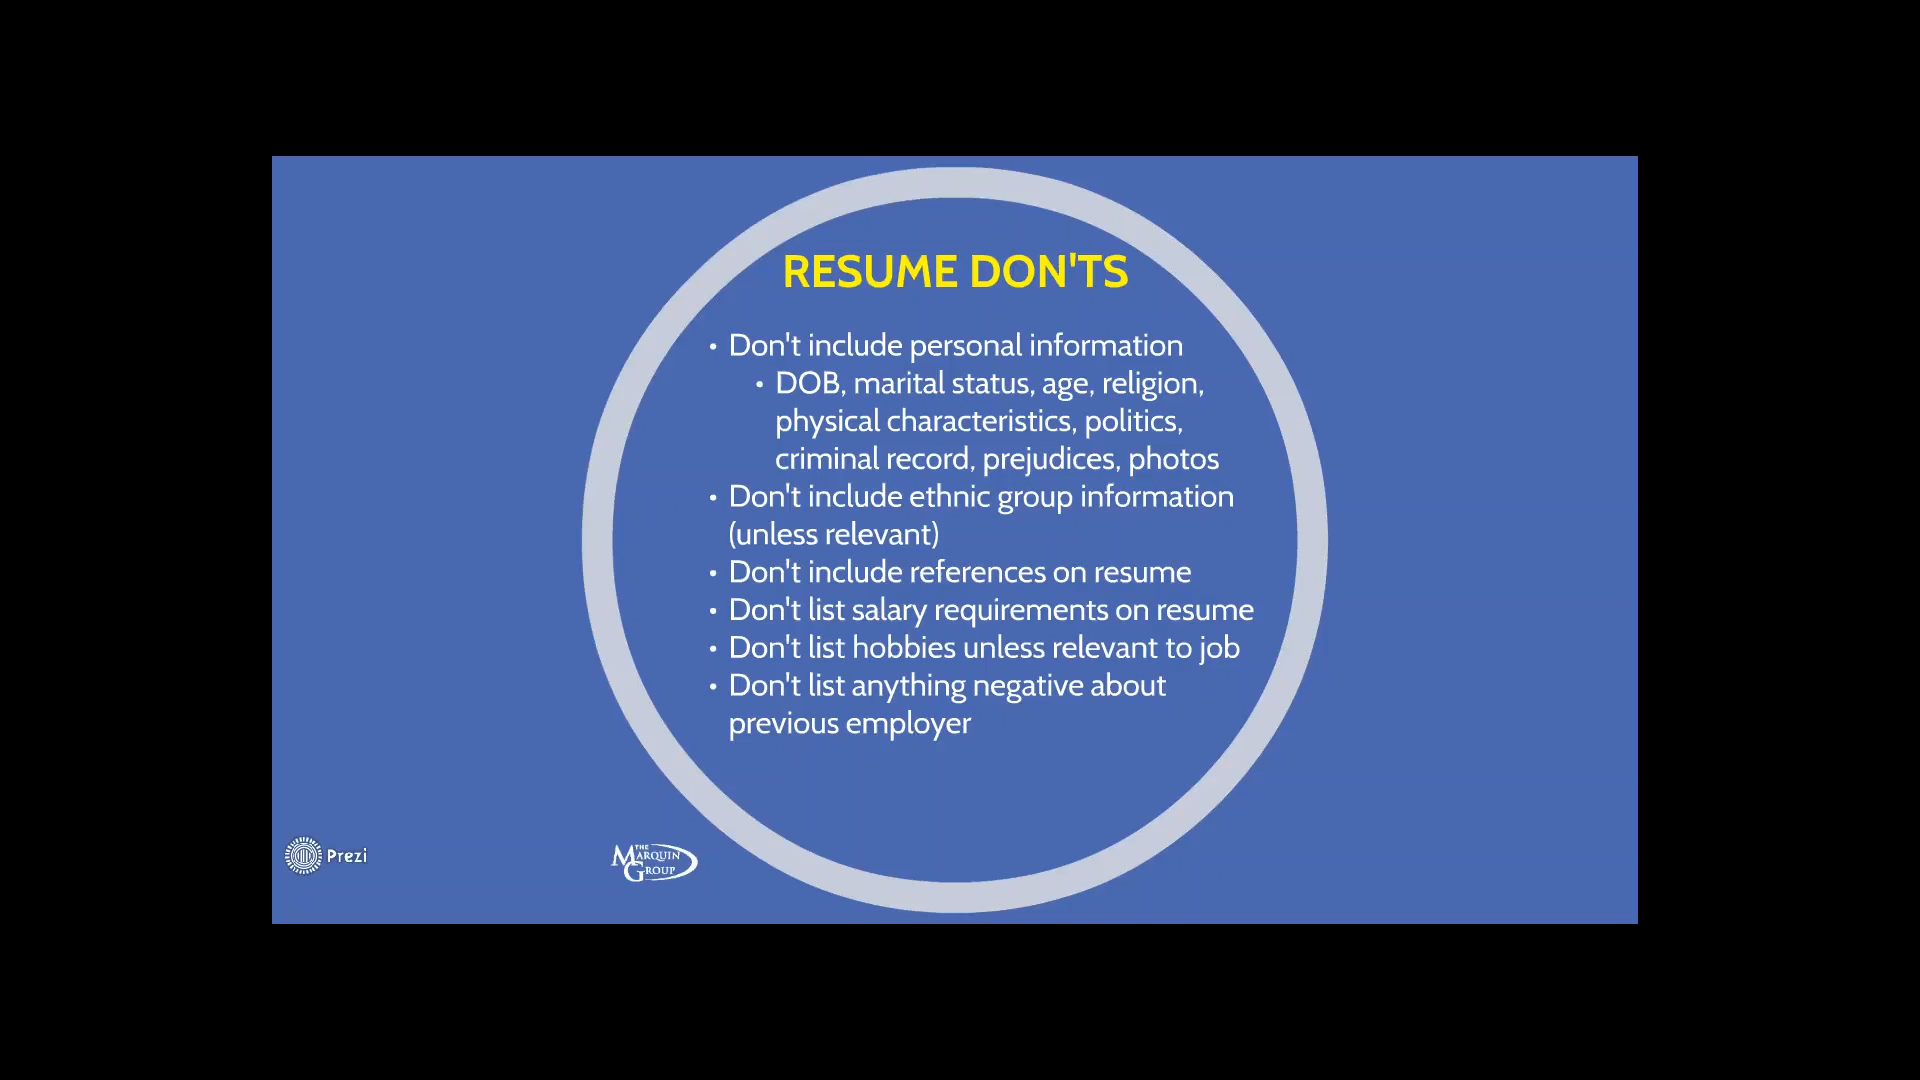 RESUME DON'TS
• Don't include personal information
• DOB, marital status, age, religion,
physical characteristics, politics,
criminal record, prejudices, photos
• Don't include ethnic group information
(unless relevant)
• Don't include references on resume
• Don't list salary requirements on resume
• Don't list hobbies unless relevant to job
• Don't list anything negative about
previous employer
Prezi
THE
MARQUIN
GROUP